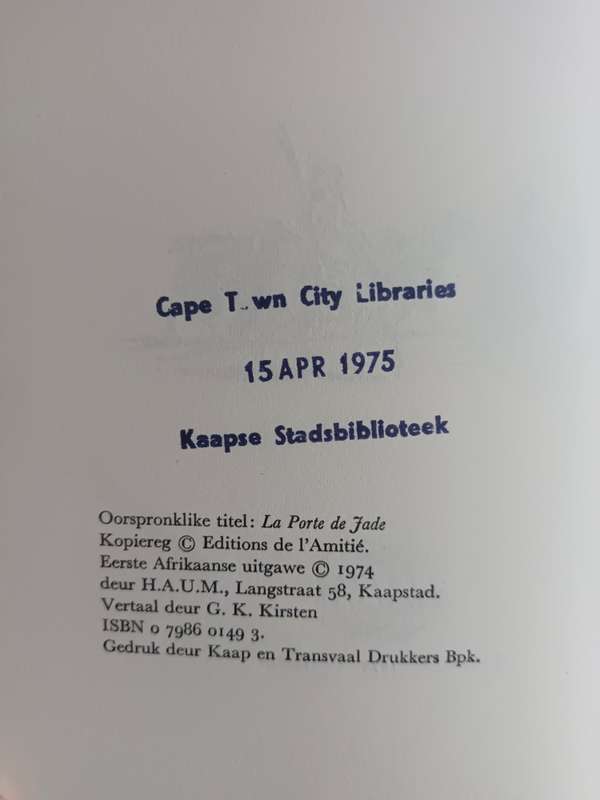 Cape T..wn City Libraries
15 APR 1975
Kaapse Stadsbiblioteek
Oorspronklike titel: La Porte de Jade
Kopiereg © Editions de l'Amitié.
Eerste Afrikaanse uitgawe © 1974
deur H.A.U.M., Langstraat 58, Kaapstad.
Vertaal deur G. K. Kirsten
ISBN 0 7986 0149 3.
Gedruk deur Kaap en Transvaal Drukkers Bpk.